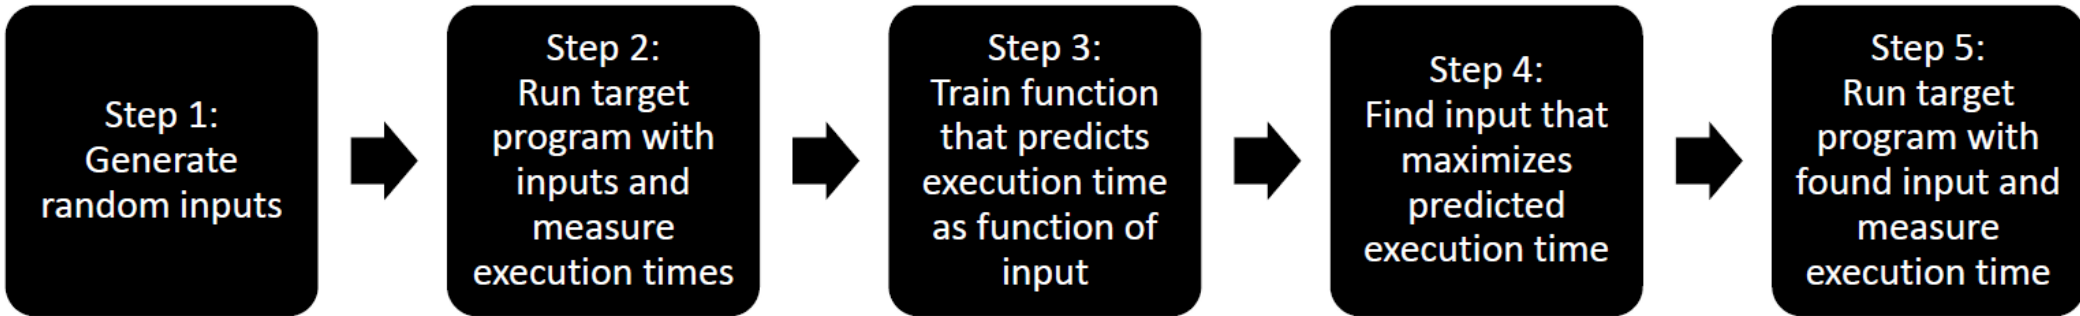 Step 1:
Generate
random inputs
Step 2:
Run target
program with
inputs and
measure
execution times
Step 3:
Train function
that predicts
execution time
as function of
input
Step 4:
Find input that
maximizes
predicted
execution time
Step 5:
Run target
program with
found input and
measure
execution time